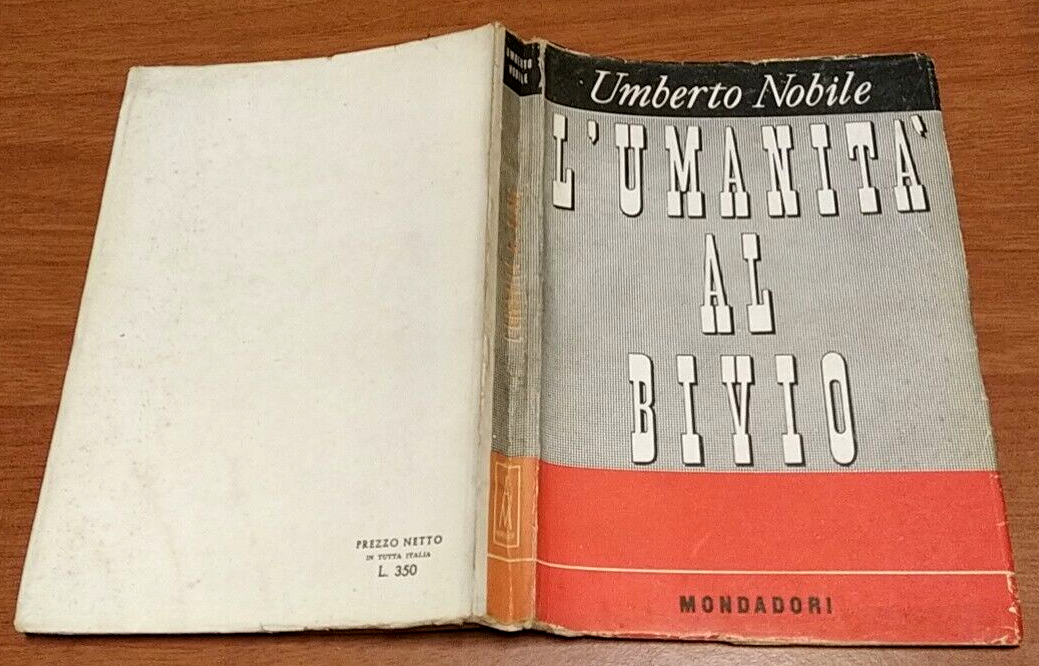 PREZZO NETTO
IN TUTTA ITALIA
L. 350
UMBERTO
NOBILE
Umberto Nobile
L'UMANITA'
AL
BIVIO
MONDADORI